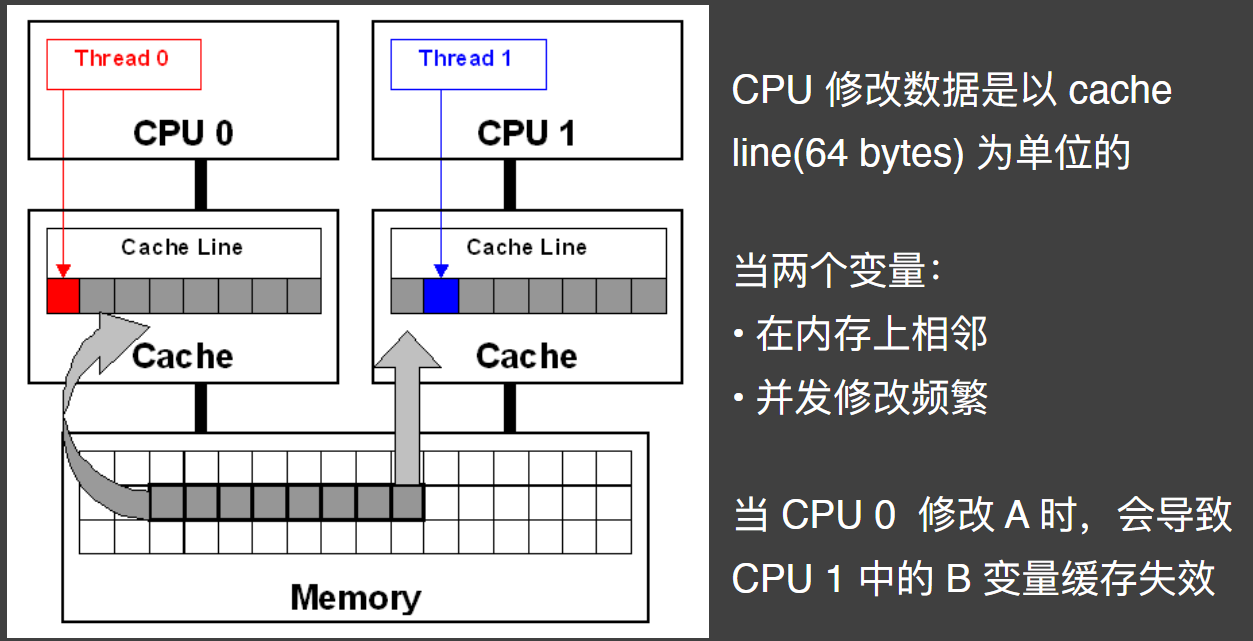 Thread 0
CPU 0
Thread 1
CPU 1
Cache Line
Cache
Cache Line
Cache
Memory
CPU 修改数据是以 cache
line(64 bytes) 为单位的
当两个变量：
• 在内存上相邻
• 并发修改频繁
当 CPU 0 修改 A 时，会导致
CPU 1 中的 B 变量缓存失效